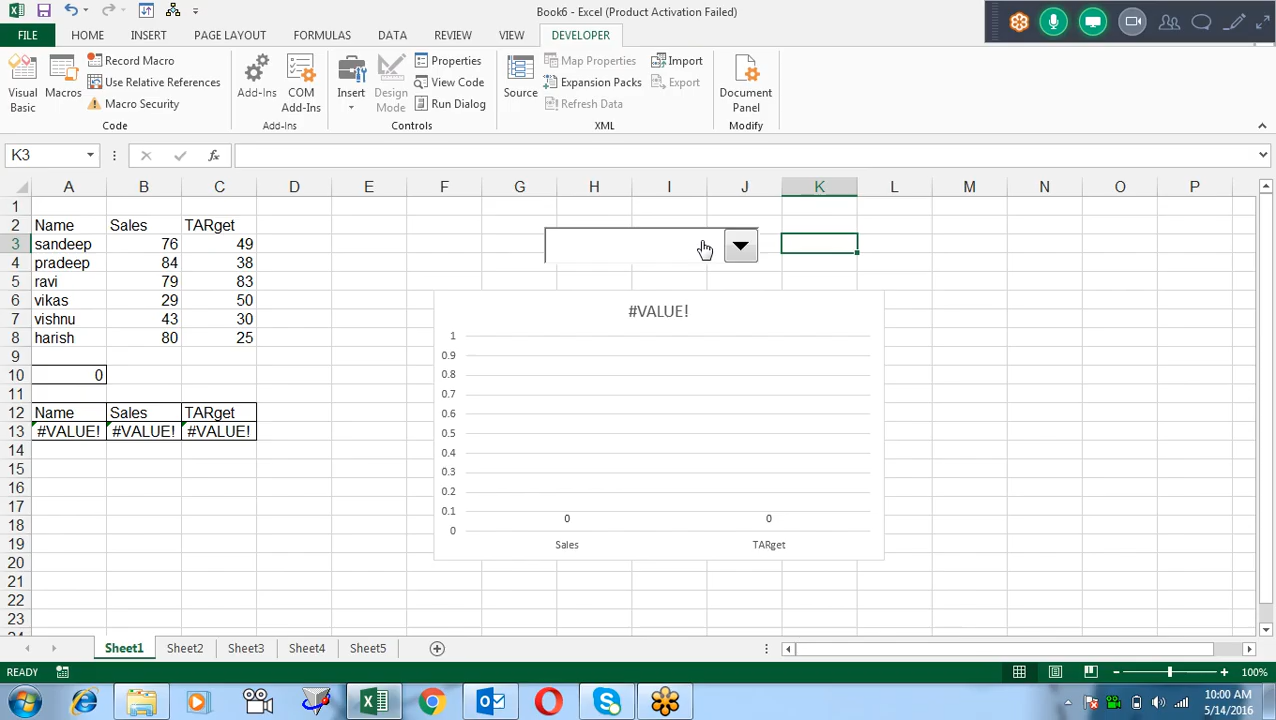 Book6 - Excel (Product Activation Failed)
FILE HOME INSERT PAGE LAYOUT MULAS DATA REVIEW VIEW DEVELOPER
Visual Basic
Macros
Record Macro
Use Relative References
Macro Security
Code
Add-Ins
COM Add-Ins
Add-Ins
Insert
Design Mode
Properties
View Code
Run Dialog
Controls
Source
Map Properties
Expansion Packs
Refresh Data
Import
Export
XML
Document Panel
Modify
K3 fx
A B C D E F G H I J K L M N O P
1
2 Name Sales TARget
3 sandeep 76 49
4 pradeep 84 38
5 ravi 79 83
6 vikas 29 50
7 vishnu 43 30
8 harish 80 25
9
10 0
11
12 Name Sales TARget
13 #VALUE! #VALUE! #VALUE!
14
15
16
17
18
19
20
21
22
23
#VALUE!
1
0.9
0.8
0.7
0.6
0.5
0.4
0.3
0.2
0.1
0
0 0
Sales TARget
Sheet1 Sheet2 Sheet3 Sheet4 Sheet5
READY 100%
10:00 AM
5/14/2016